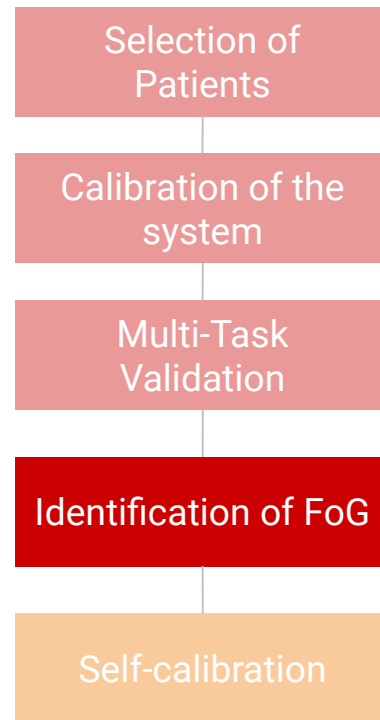 Selection of
Patients
Calibration of the
system
Multi-Task
Validation
Identification of FoG
Self-calibration